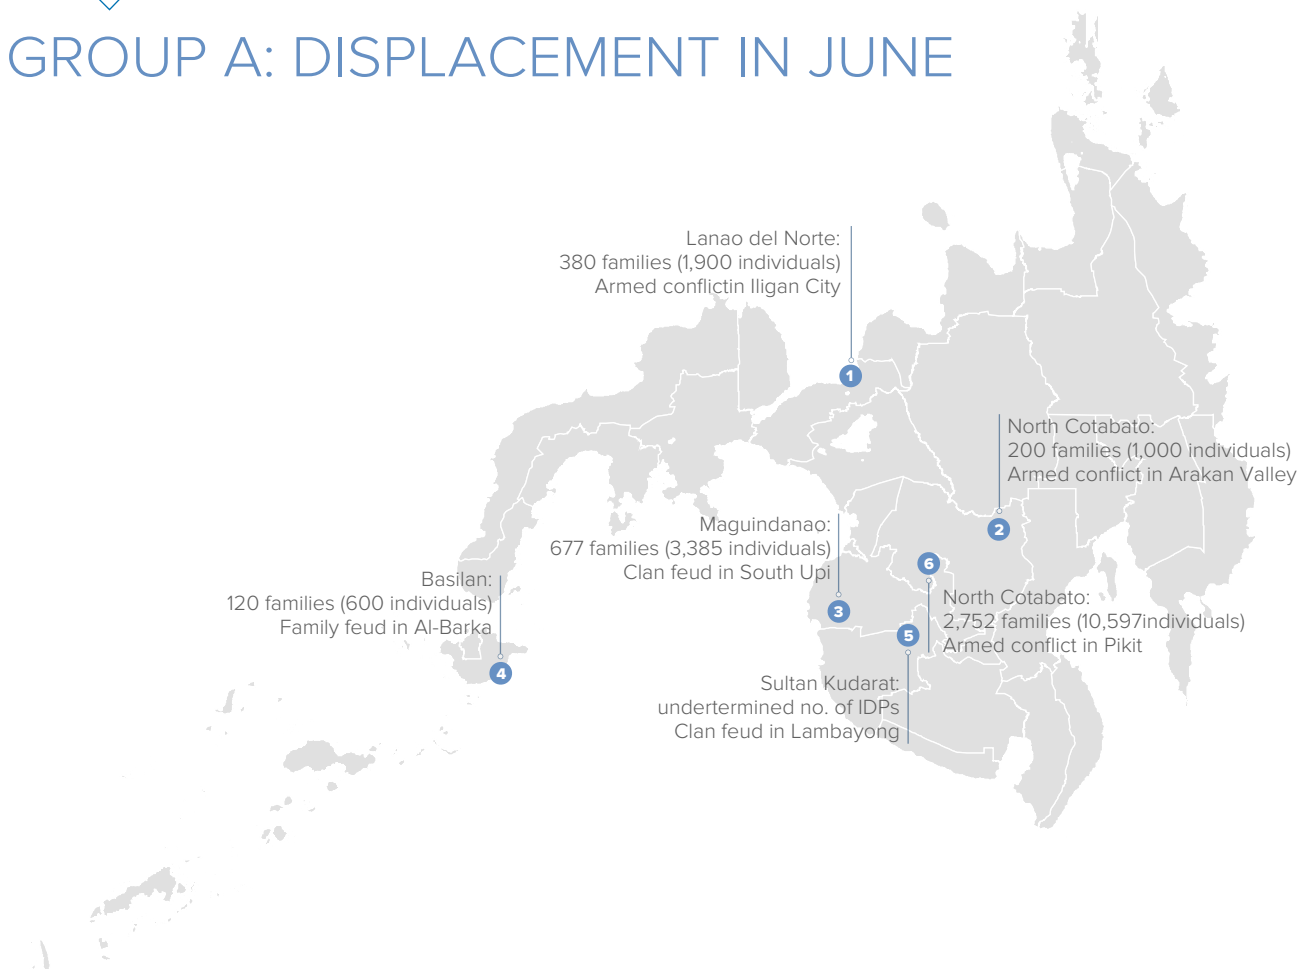 GROUP A: DISPLACEMENT IN JUNE
Lanao del Norte:
380 families (1,900 individuals)
Armed conflictin Iligan City
1
North Cotabato:
200 families (1,000 individuals)
Armed conflict in Arakan Valley
2
Maguindanao:
677 families (3,385 individuals)
Clan feud in South Upi
3
Basilan:
120 families (600 individuals)
Family feud in Al-Barka
4
6
North Cotabato:
2,752 families (10,597individuals)
Armed conflict in Pikit
5
Sultan Kudarat:
undertermined no. of IDPs
Clan feud in Lambayong